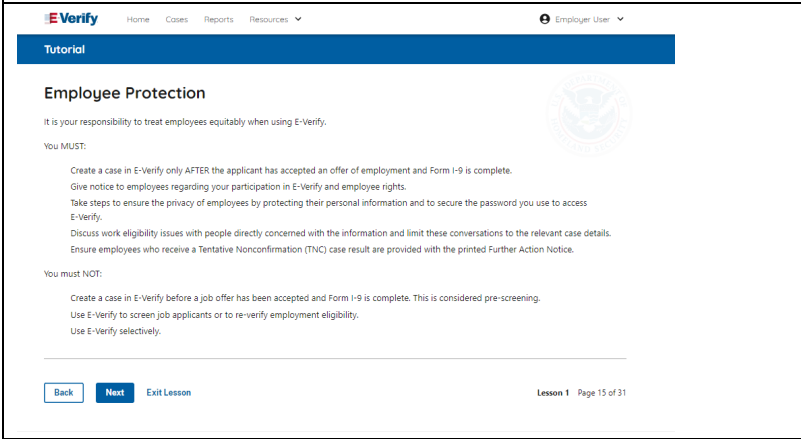 E-Verify Home Cases Reports Resources Employer User
Tutorial
Employee Protection
It is your responsibility to treat employees equitably when using E-Verify.
You MUST:
Create a case in E-Verify only AFTER the applicant has accepted an offer of employment and Form I-9 is complete.
Give notice to employees regarding your participation in E-Verify and employee rights.
Take steps to ensure the privacy of employees by protecting their personal information and to secure the password you use to access
E-Verify.
Discuss work eligibility issues with people directly concerned with the information and limit these conversations to the relevant case details.
Ensure employees who receive a Tentative Nonconfirmation (TNC) case result are provided with the printed Further Action Notice.
You must NOT:
Create a case in E-Verify before a job offer has been accepted and Form I-9 is complete. This is considered pre-screening.
Use E-Verify to screen job applicants or to re-verify employment eligibility.
Use E-Verify selectively.
Back Next Exit Lesson Lesson 1 Page 15 of 31